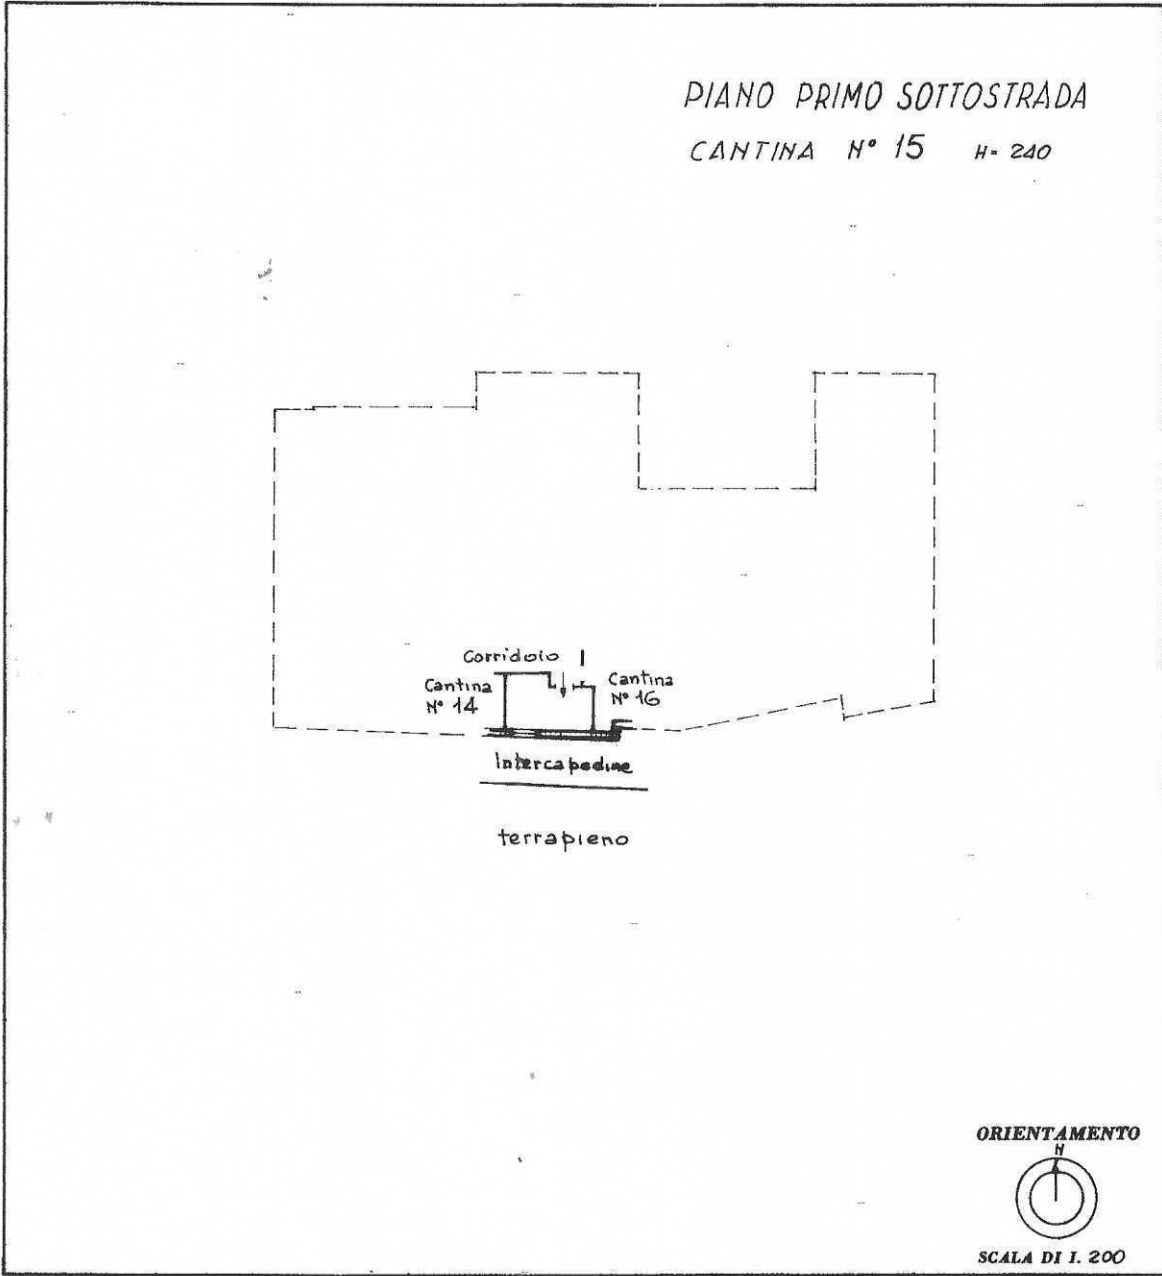 PIANO PRIMO SOTTOSTRADA
CANTINA N° 15 H= 240
Corridoio
Cantina
N° 14
Cantina
N° 16
Intercapedine
terrapieno
ORIENTAMENTO
N
SCALA DI 1. 200